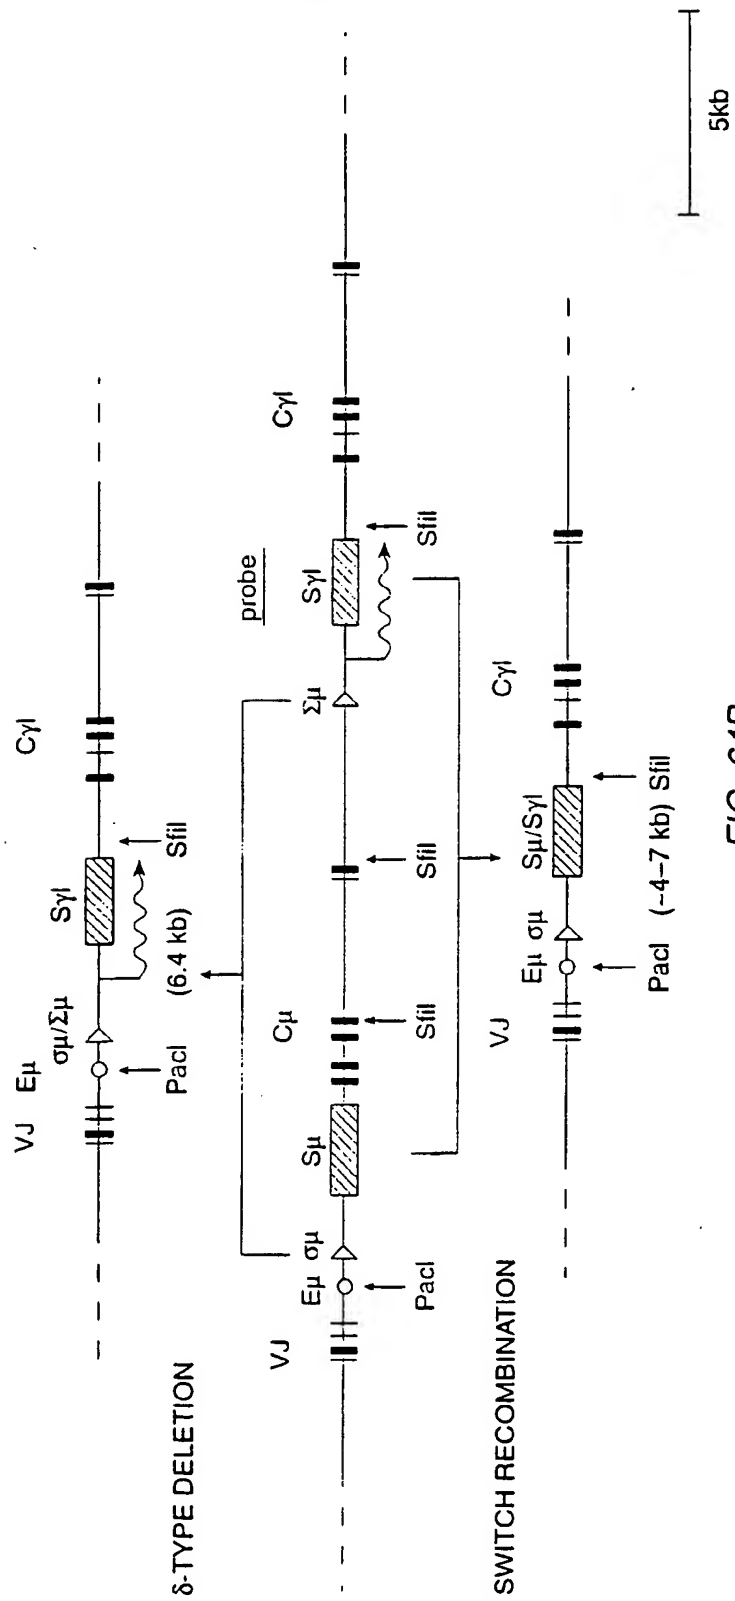 δ-TYPE DELETION
VJ
Eμ
σμ/Σμ
Sγl
Cγl
PacI
(6.4 kb)
SfiI
VJ
Eμ σμ
Sμ
Cμ
Σμ
probe
Sγl
Cγl
PacI
SfiI
SfiI
SfiI
SWITCH RECOMBINATION
VJ
Eμ σμ
Sμ/Sγl
Cγl
PacI (~4–7 kb) SfiI
5kb